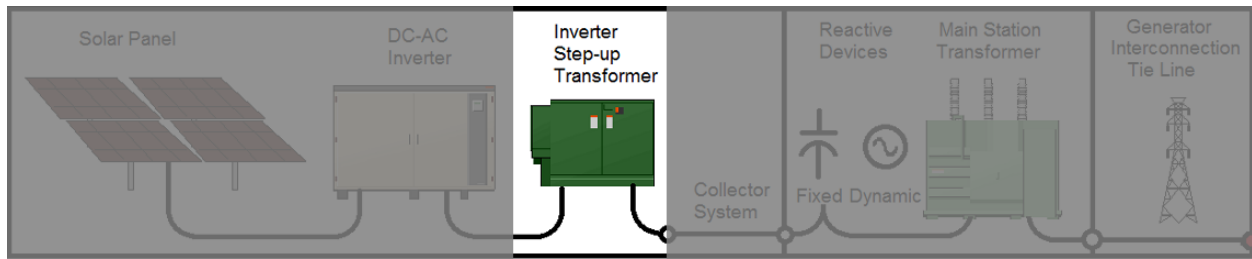 Solar Panel
DC-AC
Inverter
Inverter
Step-up
Transformer
Collector
System
Reactive
Devices
Fixed
Dynamic
Main Station
Transformer
Generator
Interconnection
Tie Line